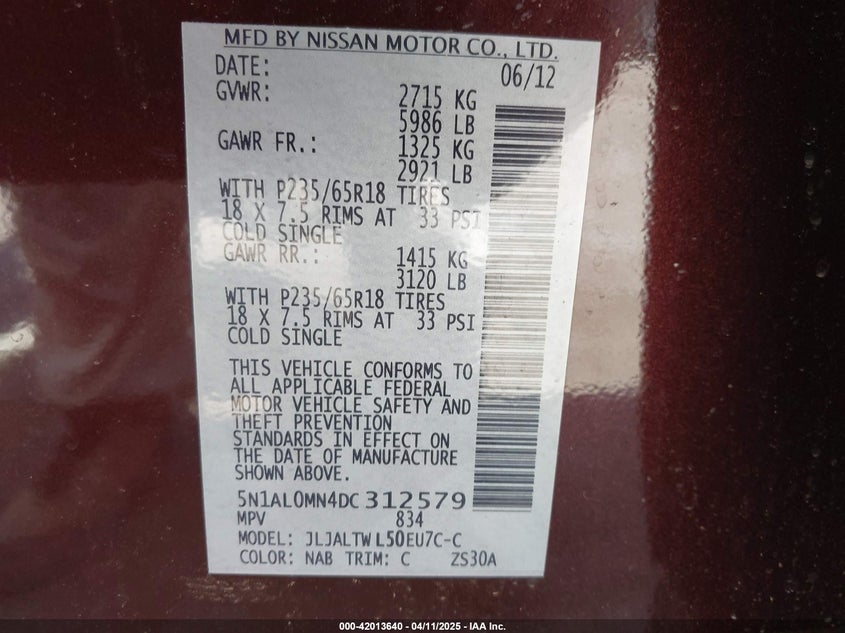 MFD BY NISSAN MOTOR CO., LTD.
DATE: 06/12
GVWR: 2715 KG
5986 LB
GAWR FR.: 1325 KG
2921 LB
WITH P235/65R18 TIRES
18 X 7.5 RIMS AT 33 PSI
COLD SINGLE
GAWR RR.: 1415 KG
3120 LB
WITH P235/65R18 TIRES
18 X 7.5 RIMS AT 33 PSI
COLD SINGLE
THIS VEHICLE CONFORMS TO
ALL APPLICABLE FEDERAL
MOTOR VEHICLE SAFETY AND
THEFT PREVENTION
STANDARDS IN EFFECT ON
THE DATE OF MANUFACTURE
SHOWN ABOVE.
5N1AL0MN4DC312579
MPV 834
MODEL: JLJALTWL50EU7C-C
COLOR: NAB TRIM: C ZS30A
000-42013640 04/11/2025 - IAA Inc.